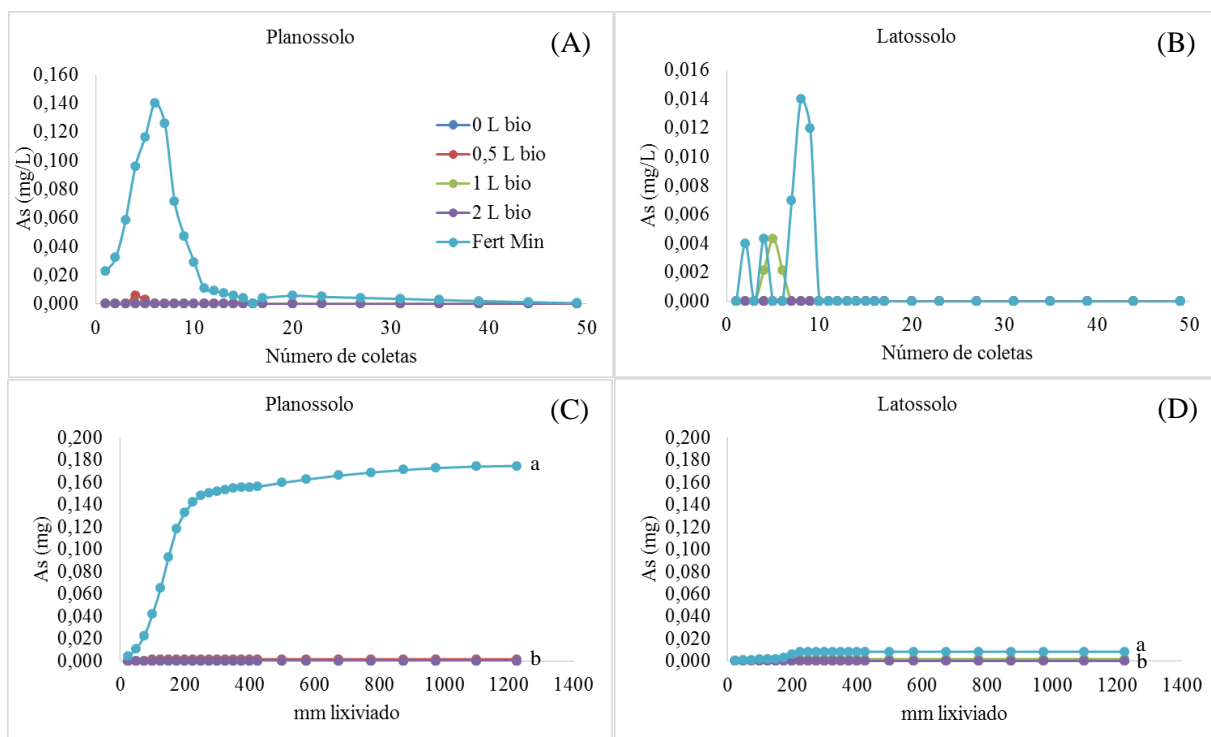 Planossolo
(A)
As (mg/L)
0,160
0,140
0,120
0,100
0,080
0,060
0,040
0,020
0,000
0 10 20 30 40 50
Número de coletas
0 L bio
0,5 L bio
1 L bio
2 L bio
Fert Min
Latossolo
(B)
As (mg/L)
0,016
0,014
0,012
0,010
0,008
0,006
0,004
0,002
0,000
0 10 20 30 40 50
Número de coletas
Planossolo
(C)
As (mg)
0,200
0,180
0,160
0,140
0,120
0,100
0,080
0,060
0,040
0,020
0,000
a
b
0 200 400 600 800 1000 1200 1400
mm lixiviado
Latossolo
(D)
As (mg)
0,200
0,180
0,160
0,140
0,120
0,100
0,080
0,060
0,040
0,020
0,000
a
b
0 200 400 600 800 1000 1200 1400
mm lixiviado